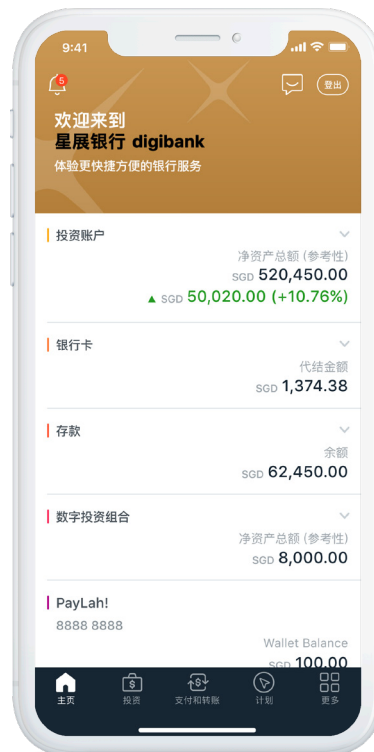 9:41
5
登出
欢迎来到
星展银行 digibank
体验更快捷方便的银行服务
投资账户
净资产总额 (参考性)
SGD 520,450.00
▲ SGD 50,020.00 (+10.76%)
银行卡
代结金额
SGD 1,374.38
存款
余额
SGD 62,450.00
数字投资组合
净资产总额 (参考性)
SGD 8,000.00
PayLah!
8888 8888
Wallet Balance
SGD 100.00
主页 投资 支付和转账 计划 更多